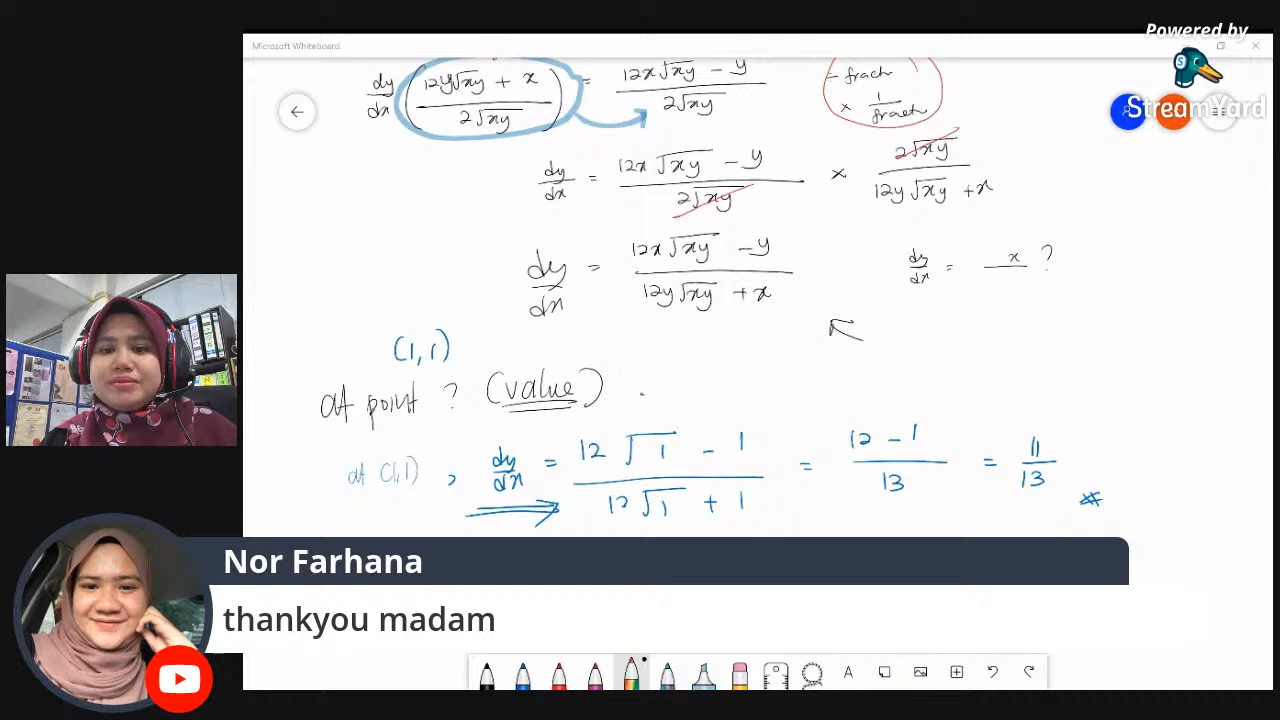 Powered by
StreamYard
Microsoft Whiteboard
dy/dx (12y√xy + x / 2√xy) = 12x√xy - y / 2√xy
- fractn
× 1/fractn
dy/dx = 12x√xy - y / 2√xy × 2√xy / 12y√xy + x
dy/dx = 12x√xy - y / 12y√xy + x
dy/dx = x ?
(1,1)
at point ? (value)
at (1,1) , dy/dx = 12√1 - 1 / 12√1 + 1 = 12 - 1 / 13 = 11/13
Nor Farhana
thankyou madam
A